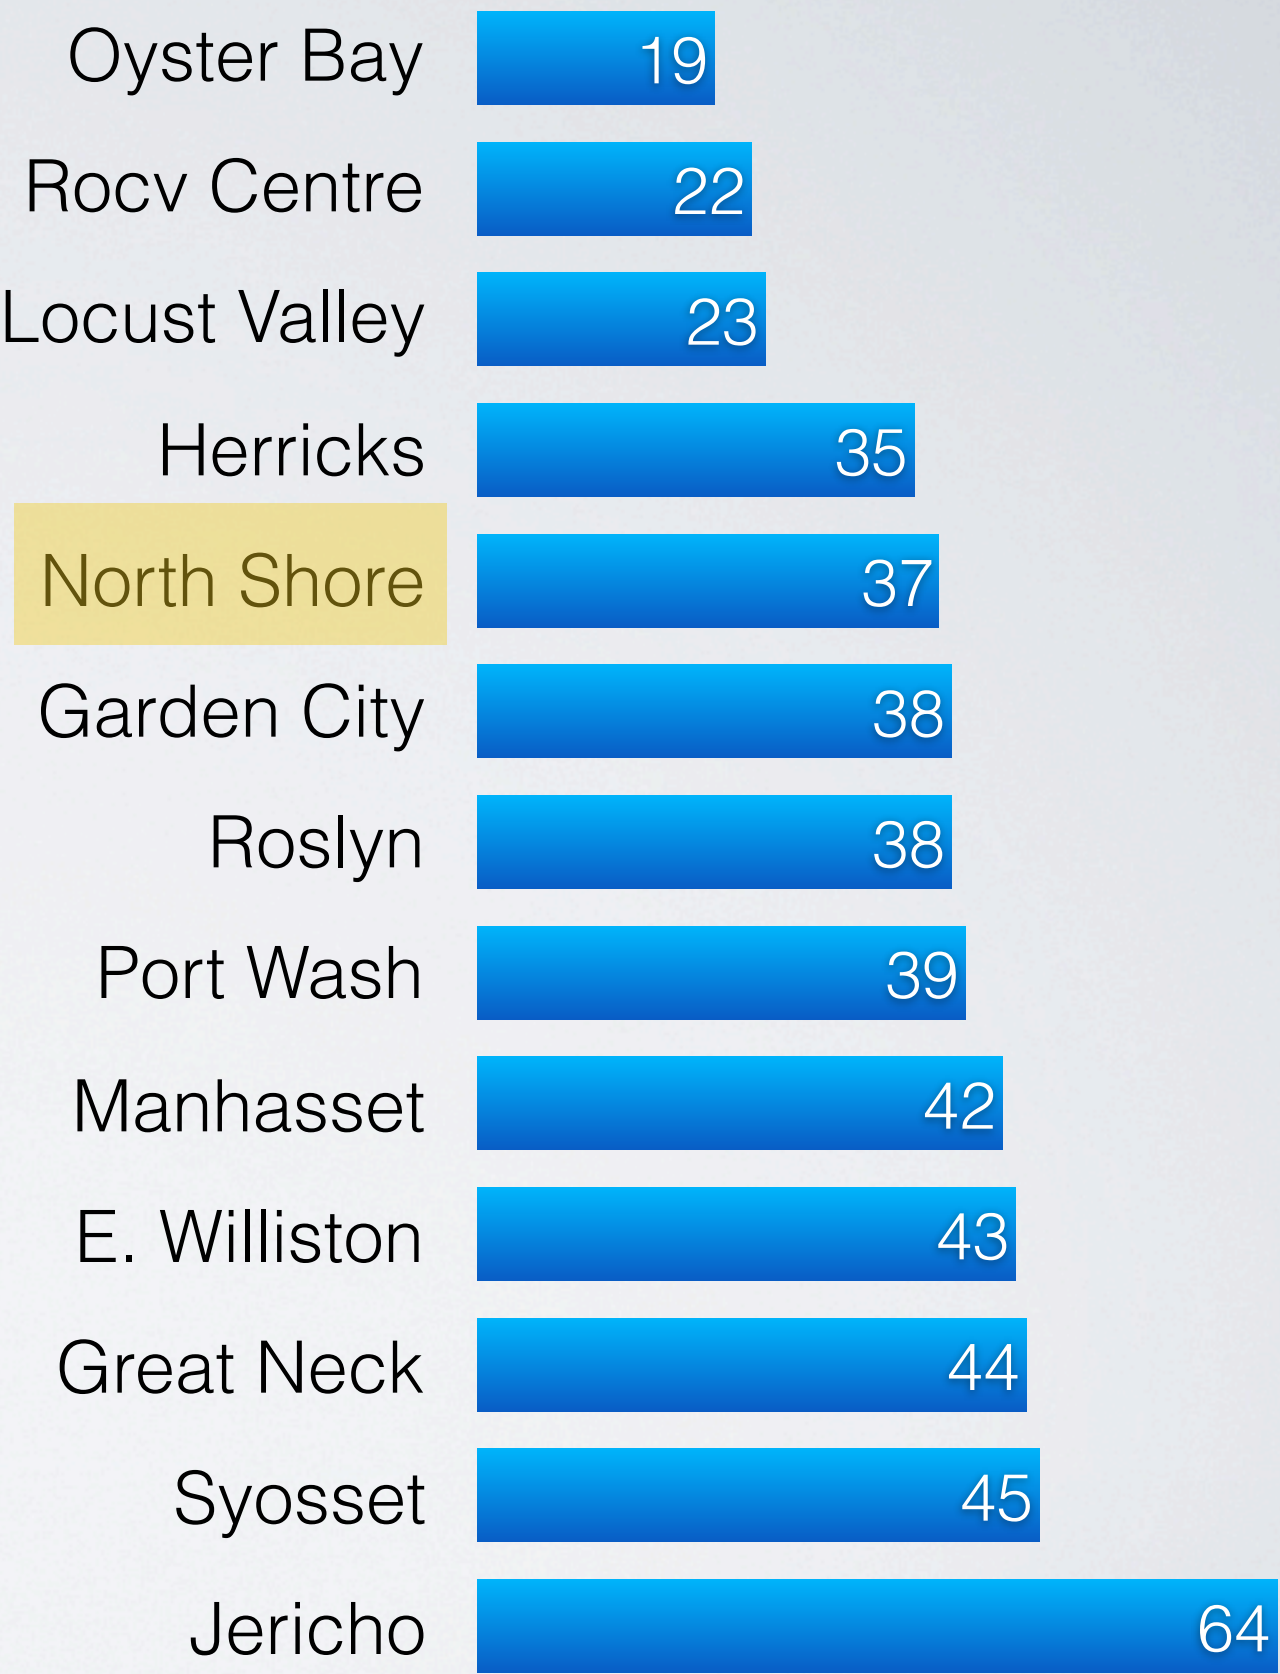 Oyster Bay 19
Rocv Centre 22
Locust Valley 23
Herricks 35
North Shore 37
Garden City 38
Roslyn 38
Port Wash 39
Manhasset 42
E. Williston 43
Great Neck 44
Syosset 45
Jericho 64